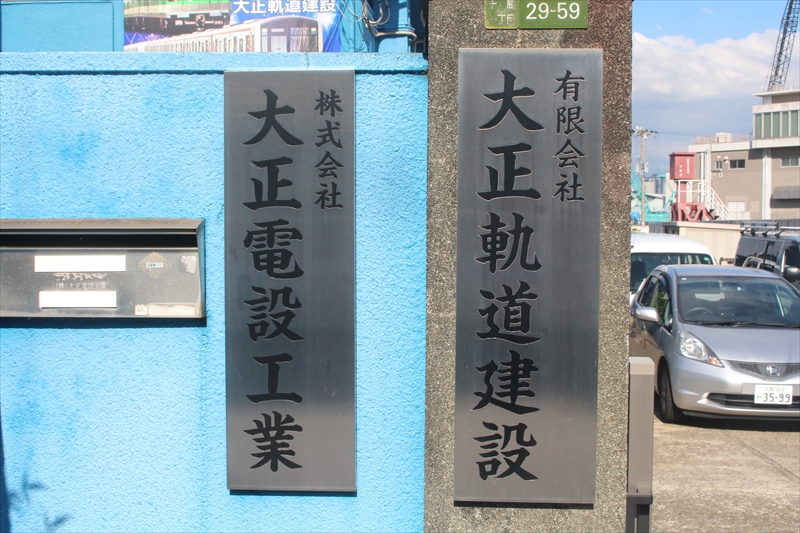 大正軌道建設
29-59
株式会社
大正電設工業
有限会社
大正軌道建設
35-99